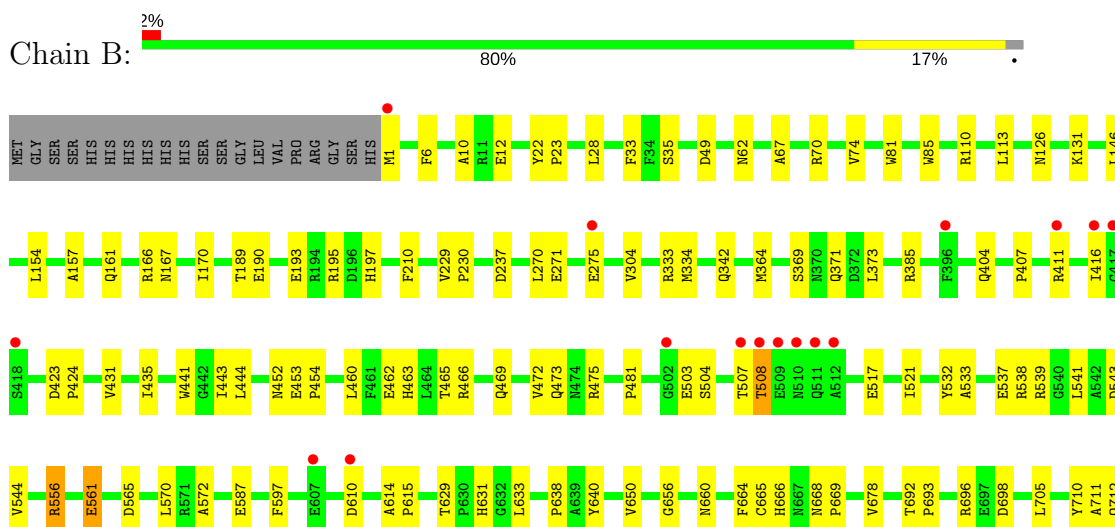 2%
Chain B:
80% 17%
MET GLY SER SER HIS HIS HIS HIS HIS HIS SER SER GLY LEU VAL PRO ARG GLY SER HIS M1 F6 A10 R11 E12 Y22 P23 L28 F33 F34 S35 D49 N62 A67 R70 V74 W81 W85 R110 L113 N126 K131 L146
L154 A157 Q161 R166 N167 I170 T189 E190 E193 R194 R195 D196 H197 F210 V229 P230 D237 L270 E271 E275 V304 R333 M334 Q342 M364 S369 N370 Q371 D372 L373 R385 F396 Q404 P407 R411 I416 G417
S418 D423 P424 V431 I435 W441 G442 I443 L444 N452 E453 P454 L460 F461 E462 H463 L464 T465 R466 Q469 V472 Q473 N474 R475 P481 G502 E503 S504 T507 T508 E509 N510 Q511 A512 E517 I521 Y532 A533 E537 R538 R539 G540 L541 A542 D543
V544 R556 E561 D565 L570 R571 A572 E587 F597 E607 D610 A614 P615 T629 P630 H631 G632 L633 P638 A639 Y640 V650 G656 N660 F664 C665 H666 N667 N668 P669 V678 T692 P693 R696 E697 D698 L705 Y710 A711